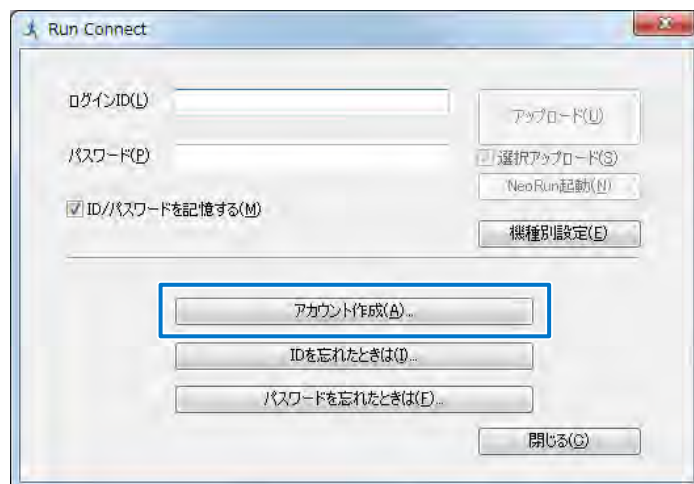 Run Connect
ログインID(L)
アップロード(U)
パスワード(P)
選択アップロード(S)
NeoRun起動(N)
ID/パスワードを記憶する(M)
機種別設定(E)
アカウント作成(A)...
IDを忘れたときは(I)...
パスワードを忘れたときは(F)...
閉じる(C)